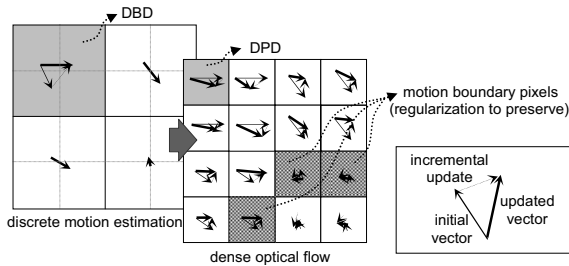 DBD
DPD
motion boundary pixels
(regularization to preserve)
incremental
update
updated
vector
initial
vector
discrete motion estimation
dense optical flow